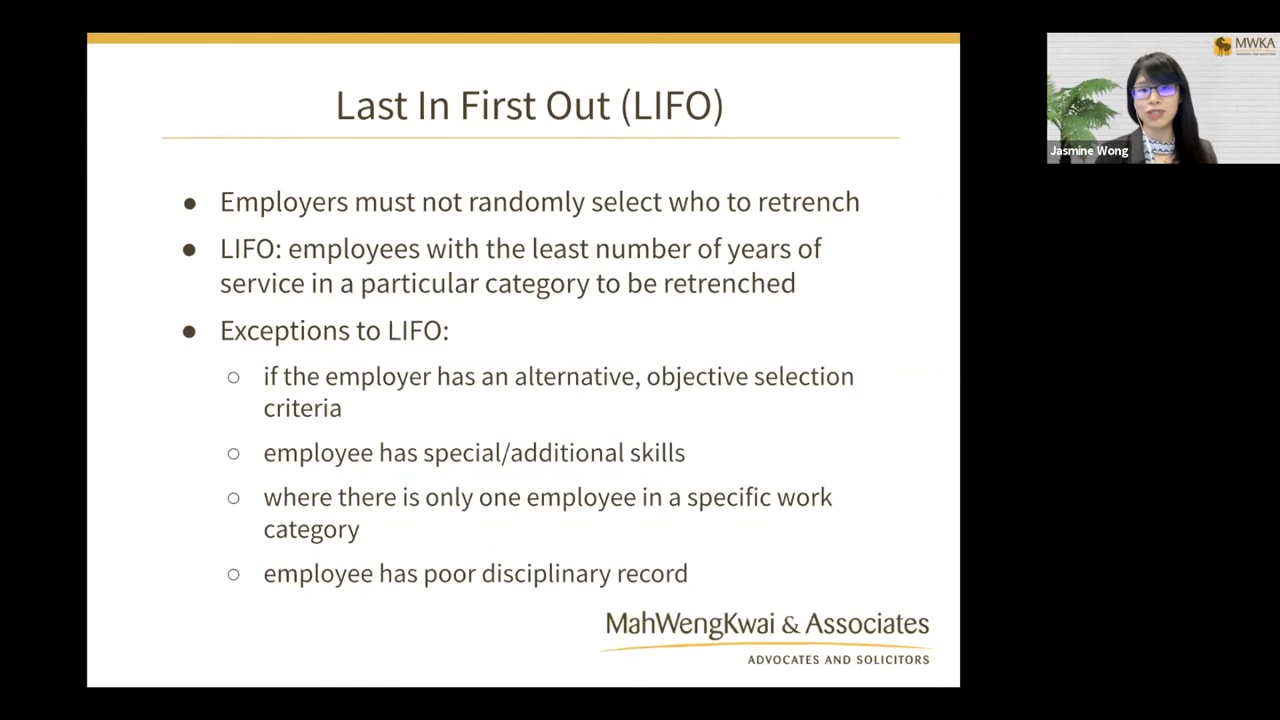 Last In First Out (LIFO)
● Employers must not randomly select who to retrench
● LIFO: employees with the least number of years of
service in a particular category to be retrenched
● Exceptions to LIFO:
○ if the employer has an alternative, objective selection
criteria
○ employee has special/additional skills
○ where there is only one employee in a specific work
category
○ employee has poor disciplinary record
MahWengKwai & Associates
ADVOCATES AND SOLICITORS
MWKA
Jasmine Wong